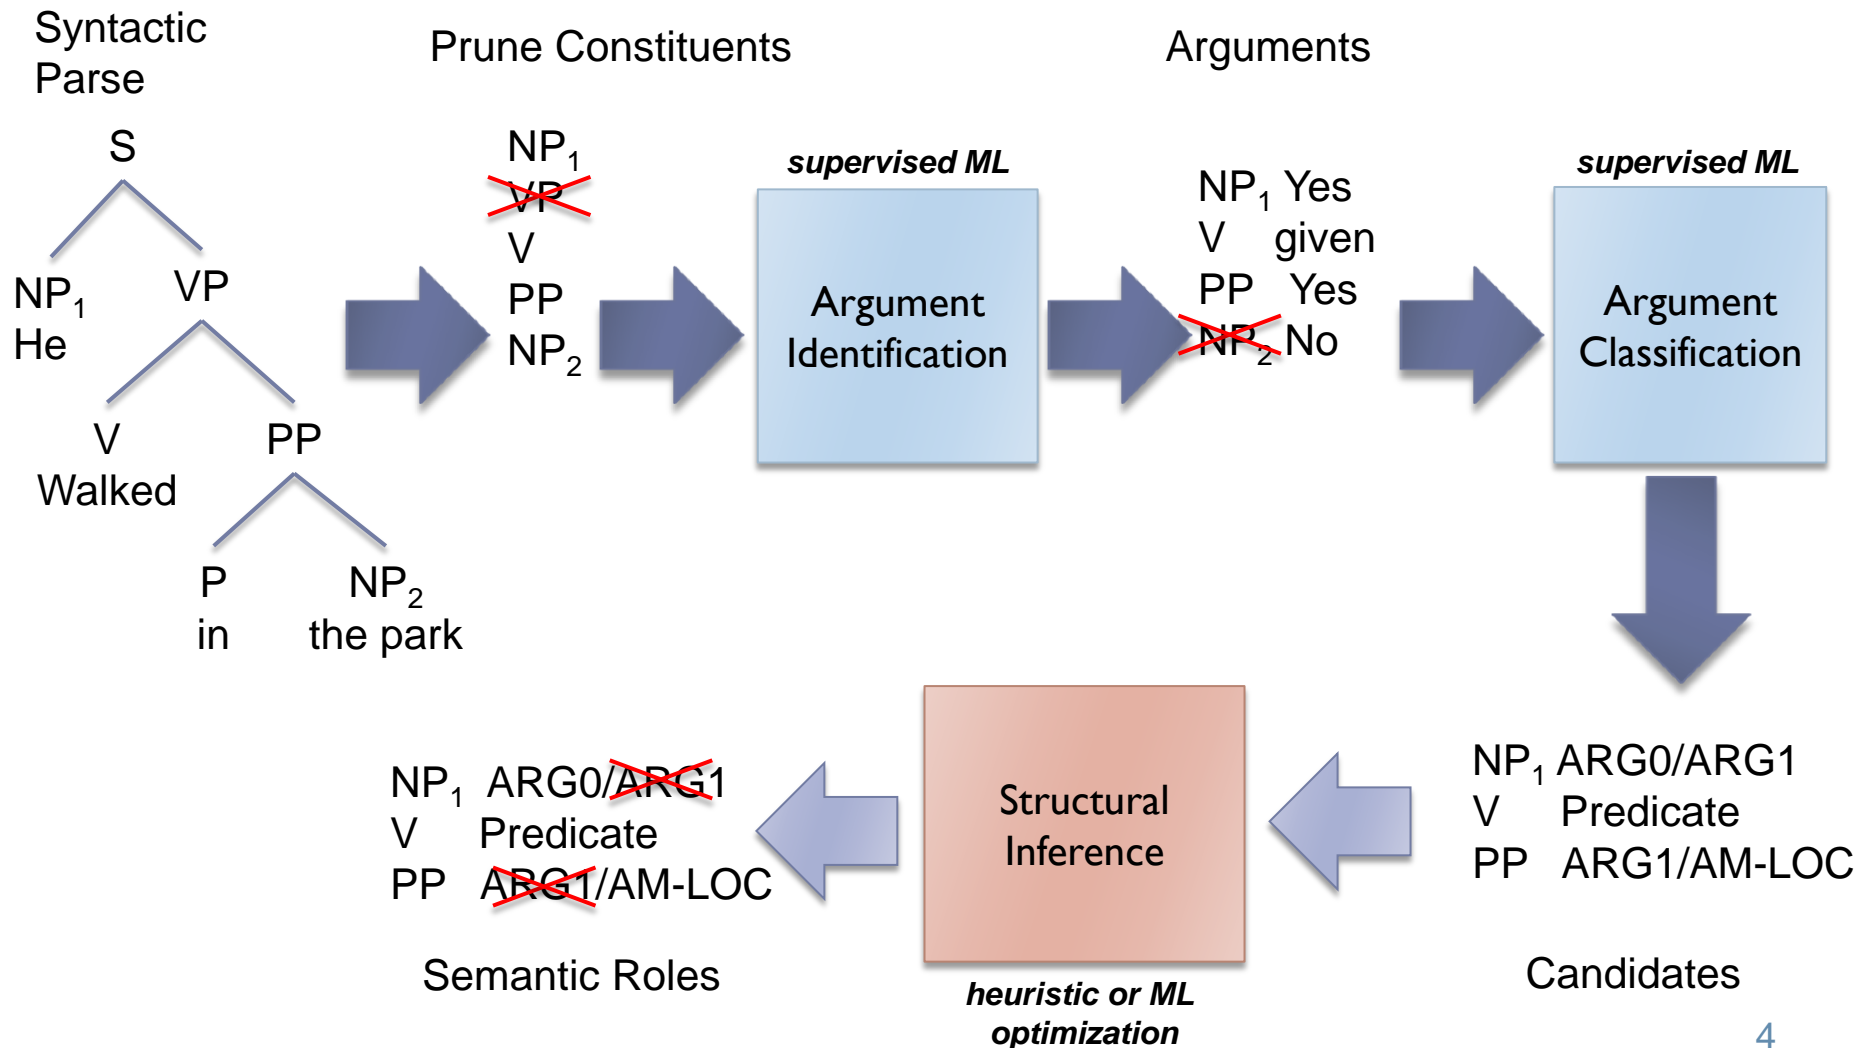 Syntactic
Parse
S
NP1
He
VP
V
Walked
PP
P
in
NP2
the park
Prune Constituents
NP1
VP
V
PP
NP2
supervised ML
Argument
Identification
Arguments
NP1 Yes
V given
PP Yes
NP2 No
supervised ML
Argument
Classification
NP1 ARG0/ARG1
V Predicate
PP ARG1/AM-LOC
Candidates
Structural
Inference
heuristic or ML
optimization
NP1 ARG0/ARG1
V Predicate
PP ARG1/AM-LOC
Semantic Roles
4